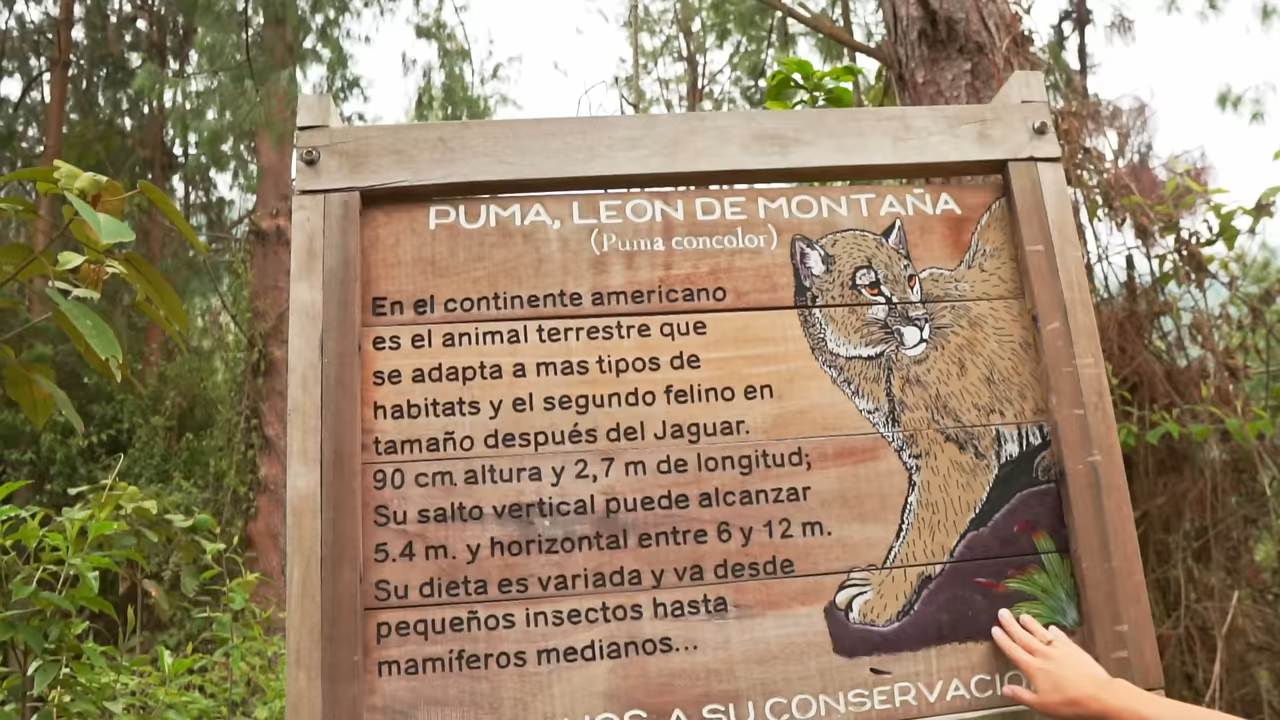 PUMA, LEON DE MONTAÑA
(Puma concolor)
En el continente americano
es el animal terrestre que
se adapta a mas tipos de
habitats y el segundo felino en
tamaño después del Jaguar.
90 cm. altura y 2,7 m de longitud;
Su salto vertical puede alcanzar
5.4 m. y horizontal entre 6 y 12 m.
Su dieta es variada y va desde
pequeños insectos hasta
mamíferos medianos...
A SU CONSERVACIO